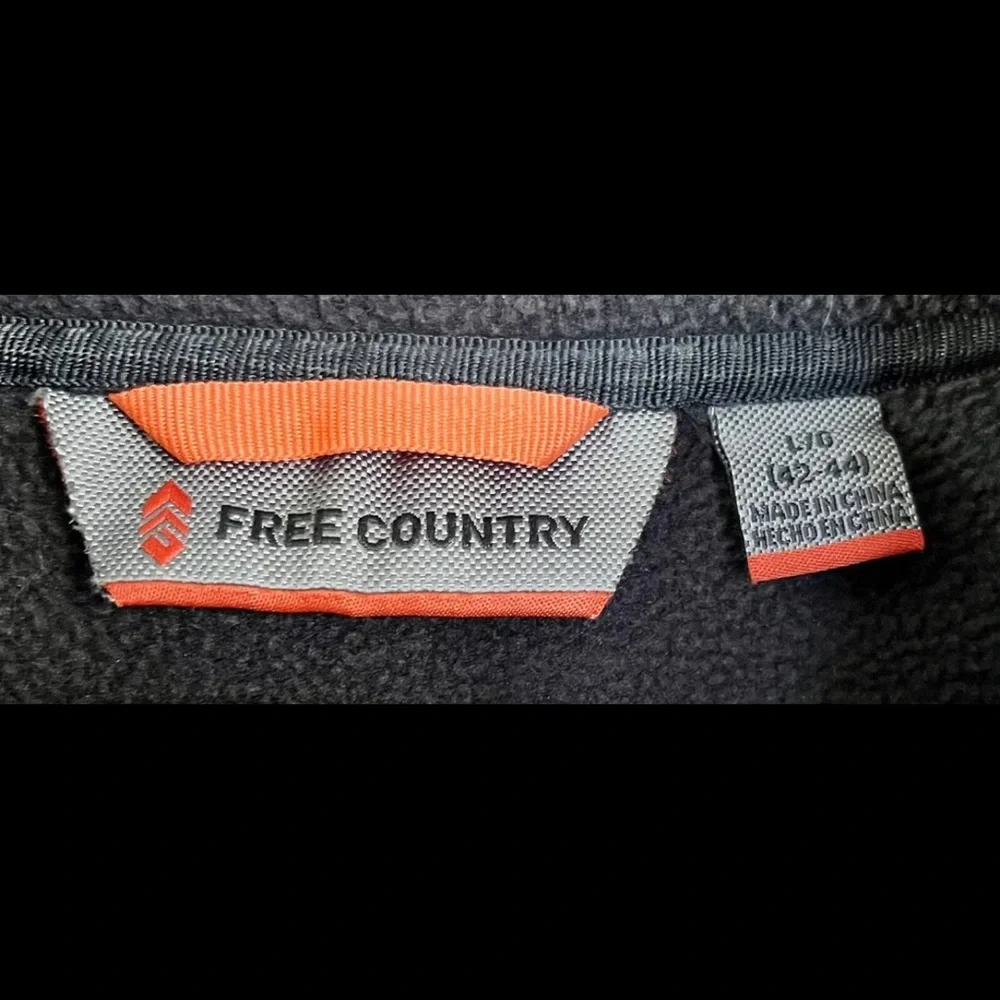 FREE COUNTRY
L/G
(42-44)
MADE IN CHINA
HECHO EN CHINA